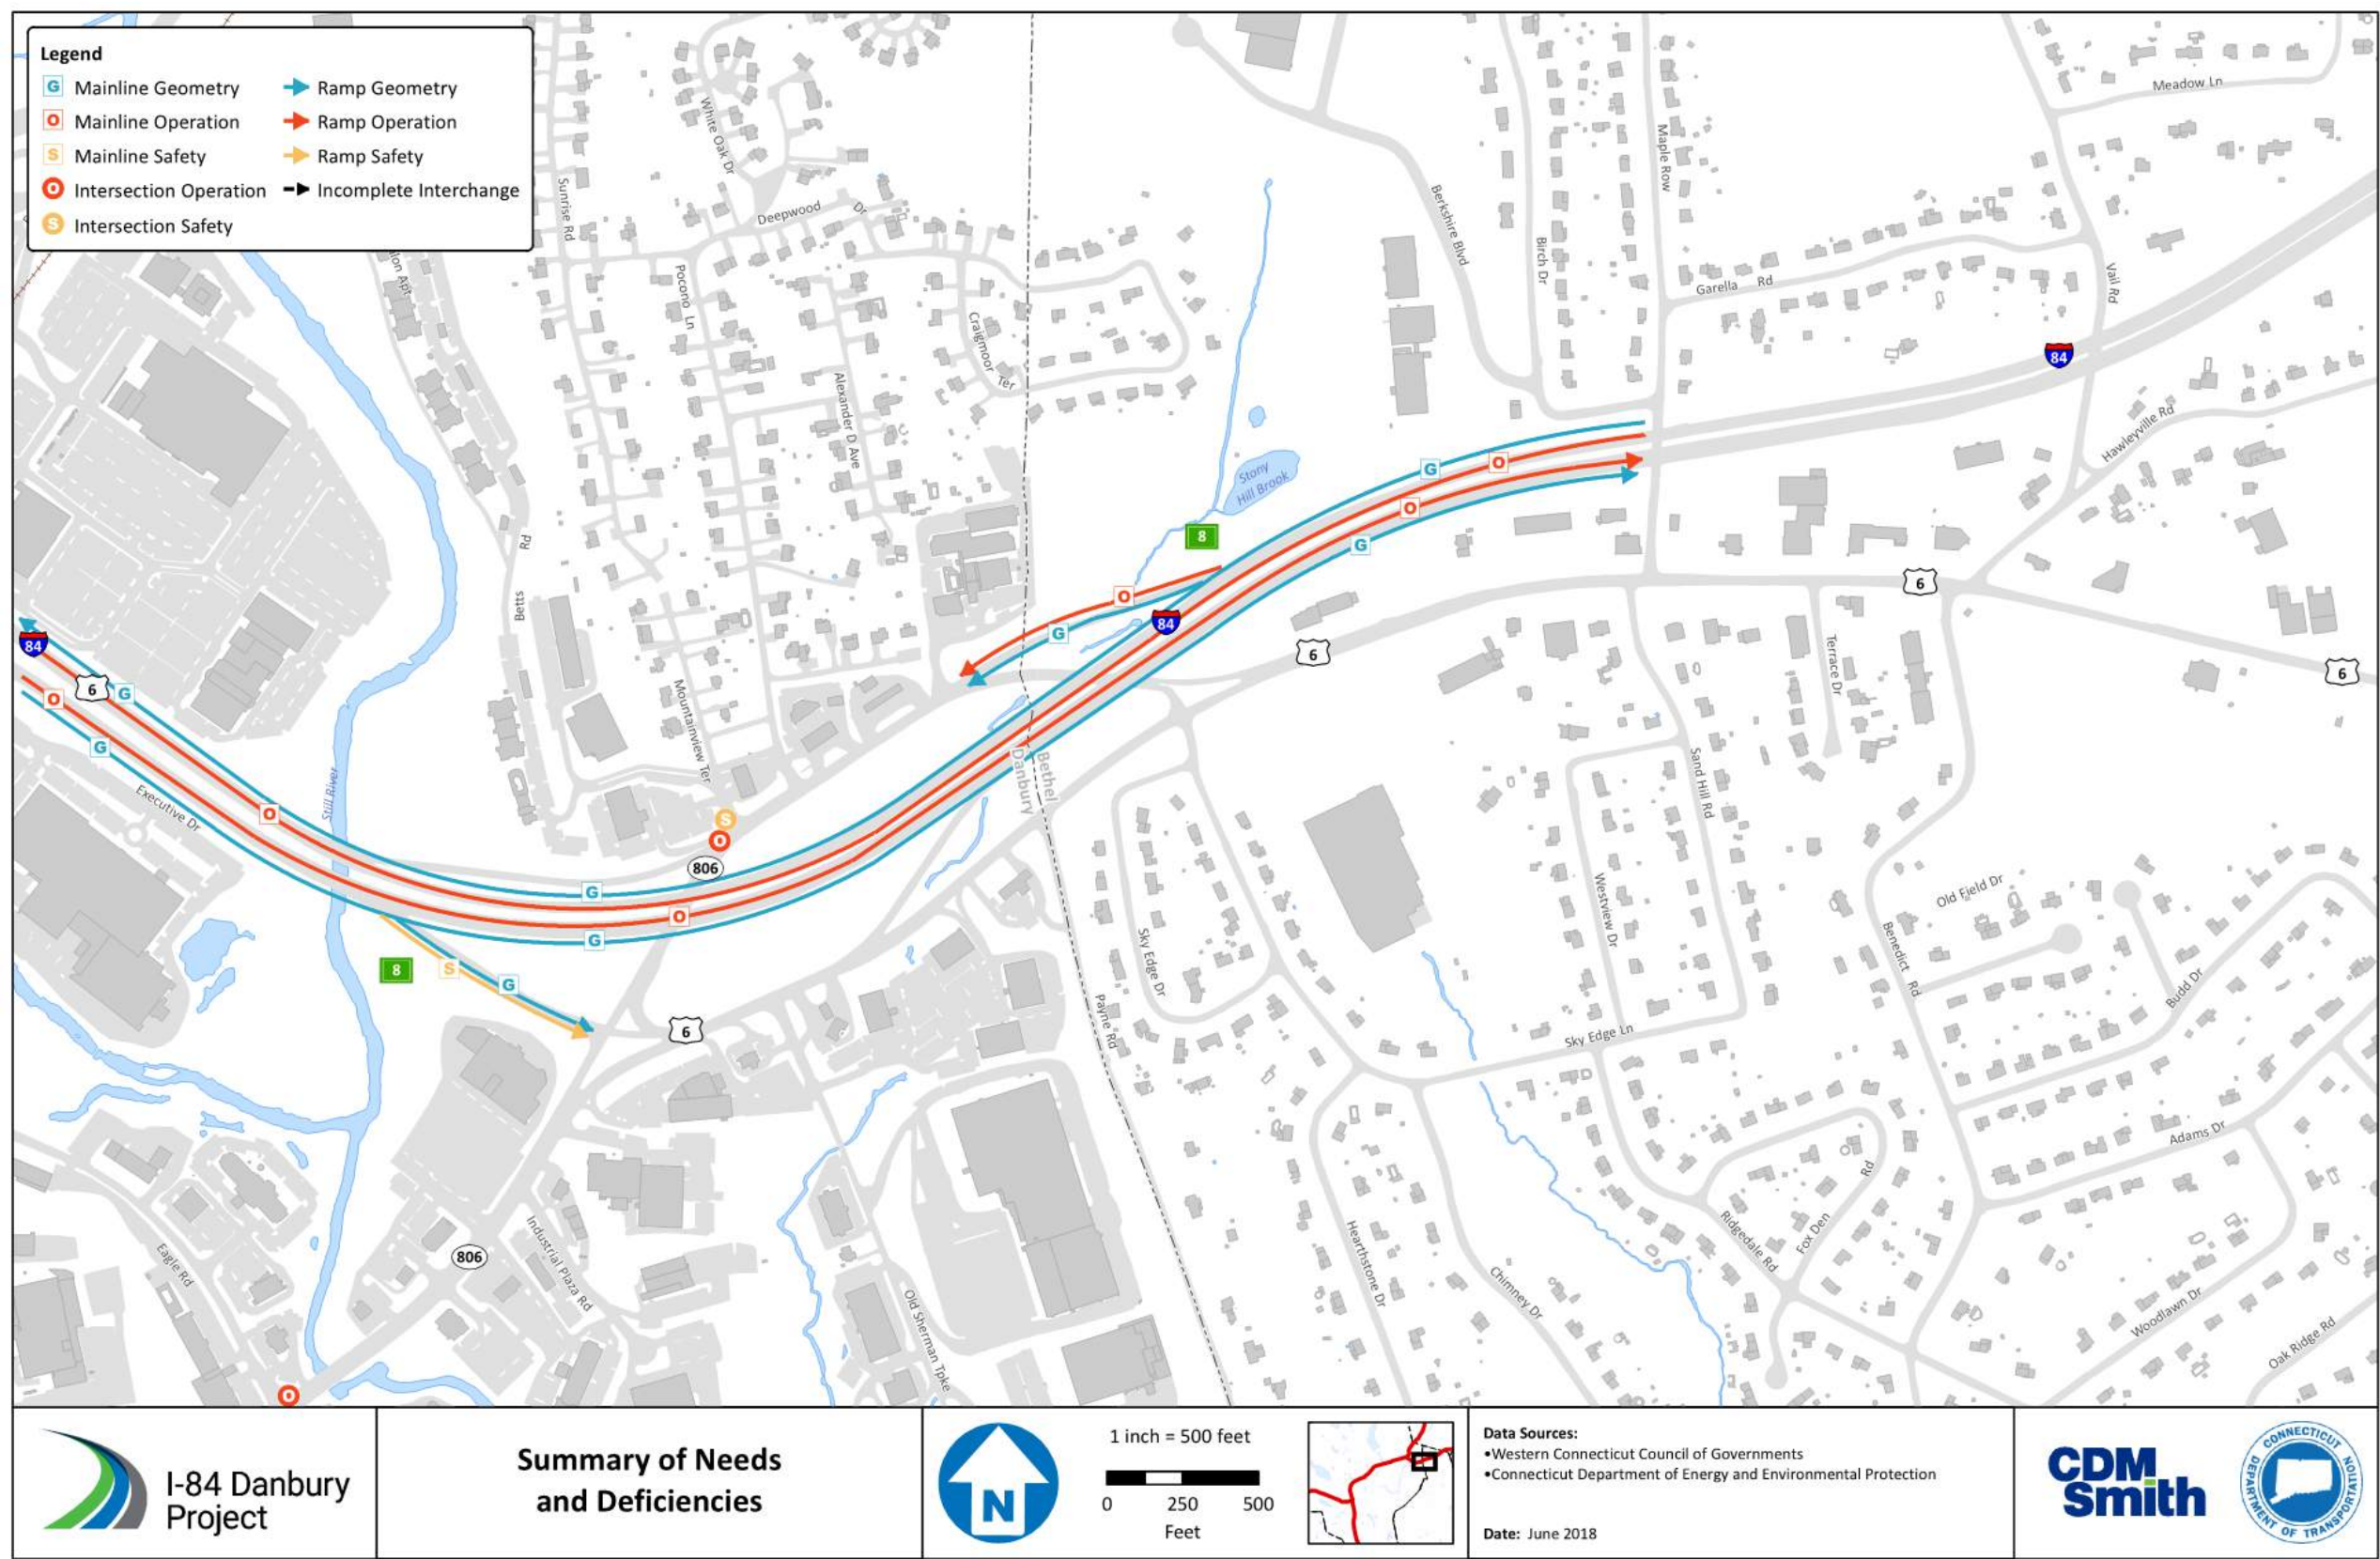 Legend
G Mainline Geometry
O Mainline Operation
S Mainline Safety
O Intersection Operation
S Intersection Safety
Ramp Geometry
Ramp Operation
Ramp Safety
Incomplete Interchange
Meadow Ln
White Oak Dr
Maple Row
Sunrise Rd
Deepwood Dr
Berkshire Blvd
Birch Dr
Vail Rd
Garella Rd
Pocono Ln
Craigmoor Ter
84
Alexander D Ave
Hawleyville Rd
G
O
Stony
Hill Brook
O
8
G
Betts Rd
6
O
G
84
6
84
6
Terrace Dr
6
G
O
G
Mountainview Ter
Danbury
Bethel
Sand Hill Rd
Executive Dr
Still River
O
S
O
806
G
O
G
Westview Dr
Old Field Dr
Benedict Rd
Sky Edge Dr
8
S
G
Budd Dr
Payne Rd
6
Sky Edge Ln
Adams Dr
Eagle Rd
806
Industrial Plaza Rd
Old Sherman Tpke
Hearthstone Dr
Chimney Dr
Ridgedale Rd
Fox Den Rd
Woodlawn Dr
Oak Ridge Rd
O
I-84 Danbury
Project
Summary of Needs
and Deficiencies
N
1 inch = 500 feet
0 250 500
Feet
Data Sources:
•Western Connecticut Council of Governments
•Connecticut Department of Energy and Environmental Protection
Date: June 2018
CDM
Smith
CONNECTICUT
DEPARTMENT OF TRANSPORTATION